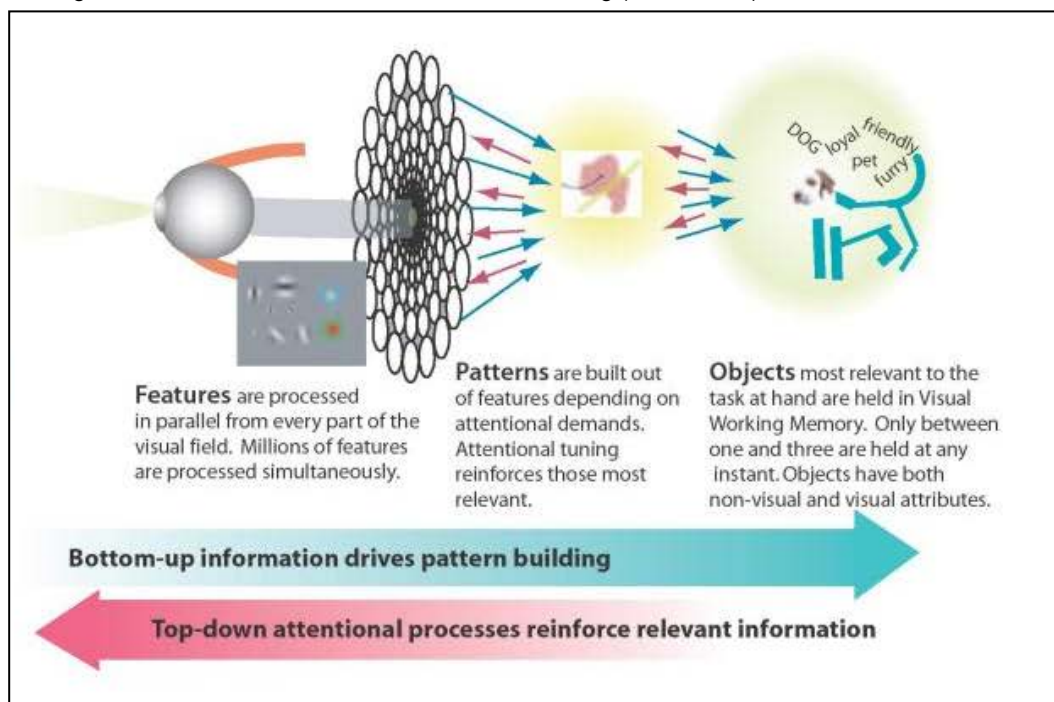 DOG loyal friendly
pet
furry
Features are processed
in parallel from every part of the
visual field. Millions of features
are processed simultaneously.
Patterns are built out
of features depending on
attentional demands.
Attentional tuning
reinforces those most
relevant.
Objects most relevant to the
task at hand are held in Visual
Working Memory. Only between
one and three are held at any
instant. Objects have both
non-visual and visual attributes.
Bottom-up information drives pattern building
Top-down attentional processes reinforce relevant information